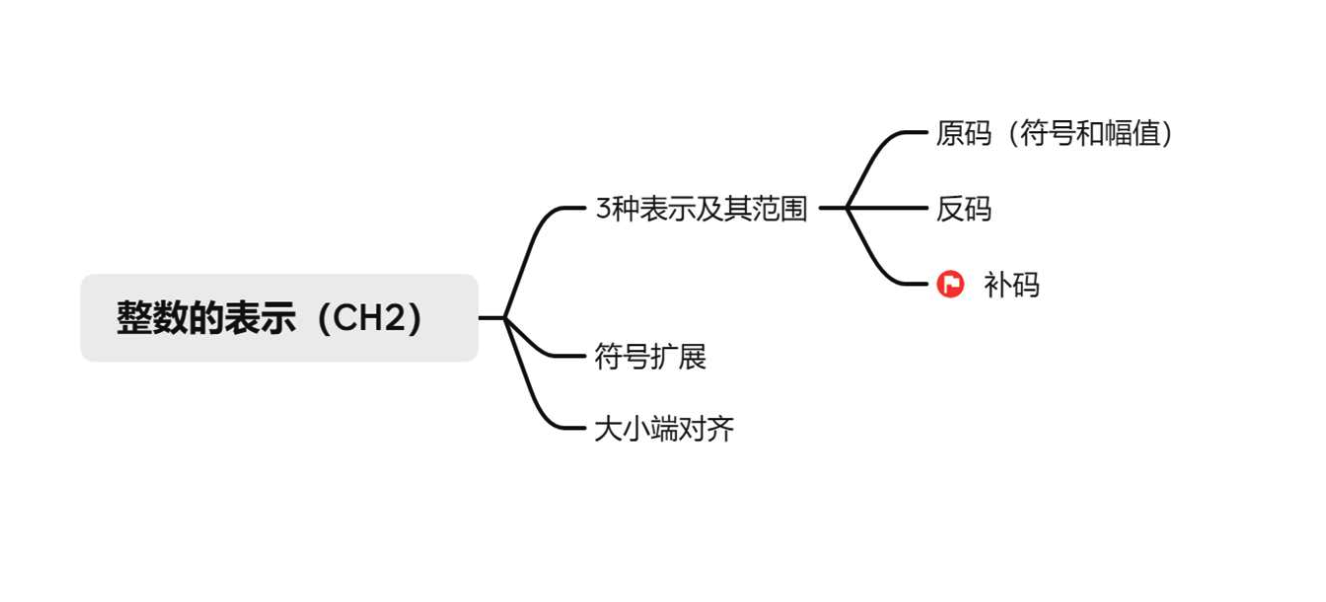 整数的表示（CH2）
3种表示及其范围
原码（符号和幅值）
反码
补码
符号扩展
大小端对齐